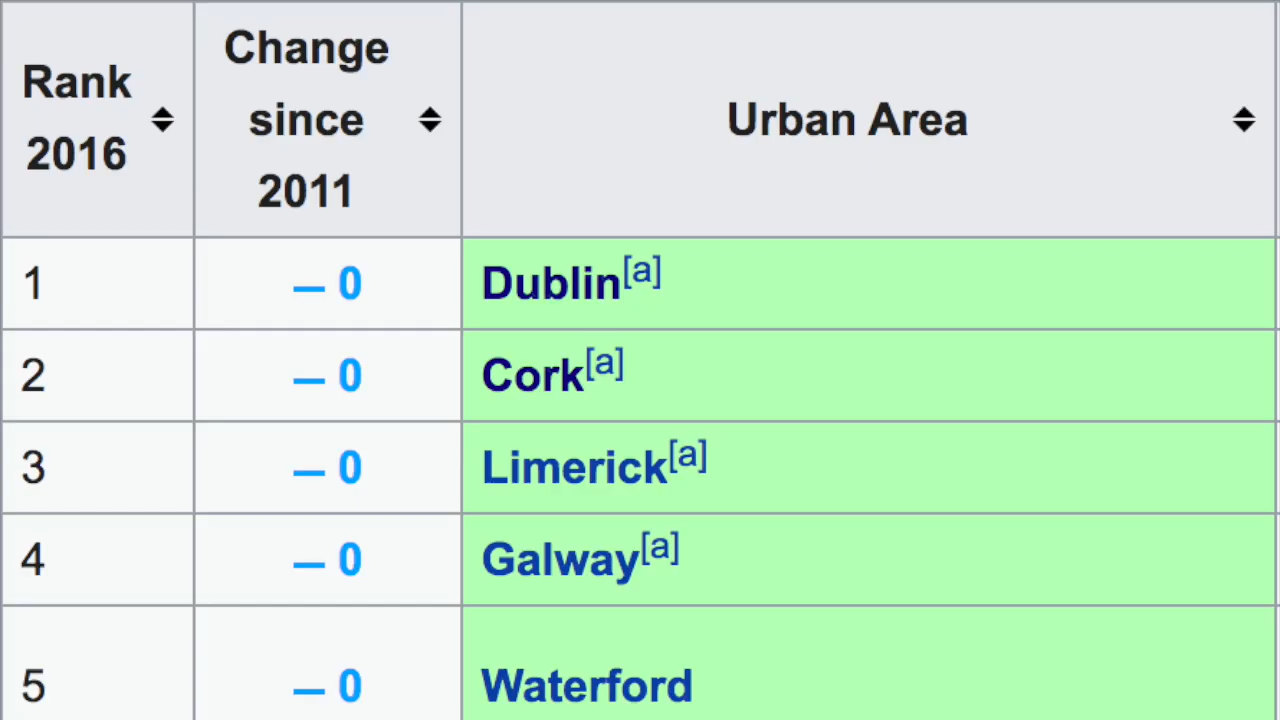 Rank 2016 Change since 2011 Urban Area
1 — 0 Dublin[a]
2 — 0 Cork[a]
3 — 0 Limerick[a]
4 — 0 Galway[a]
5 — 0 Waterford